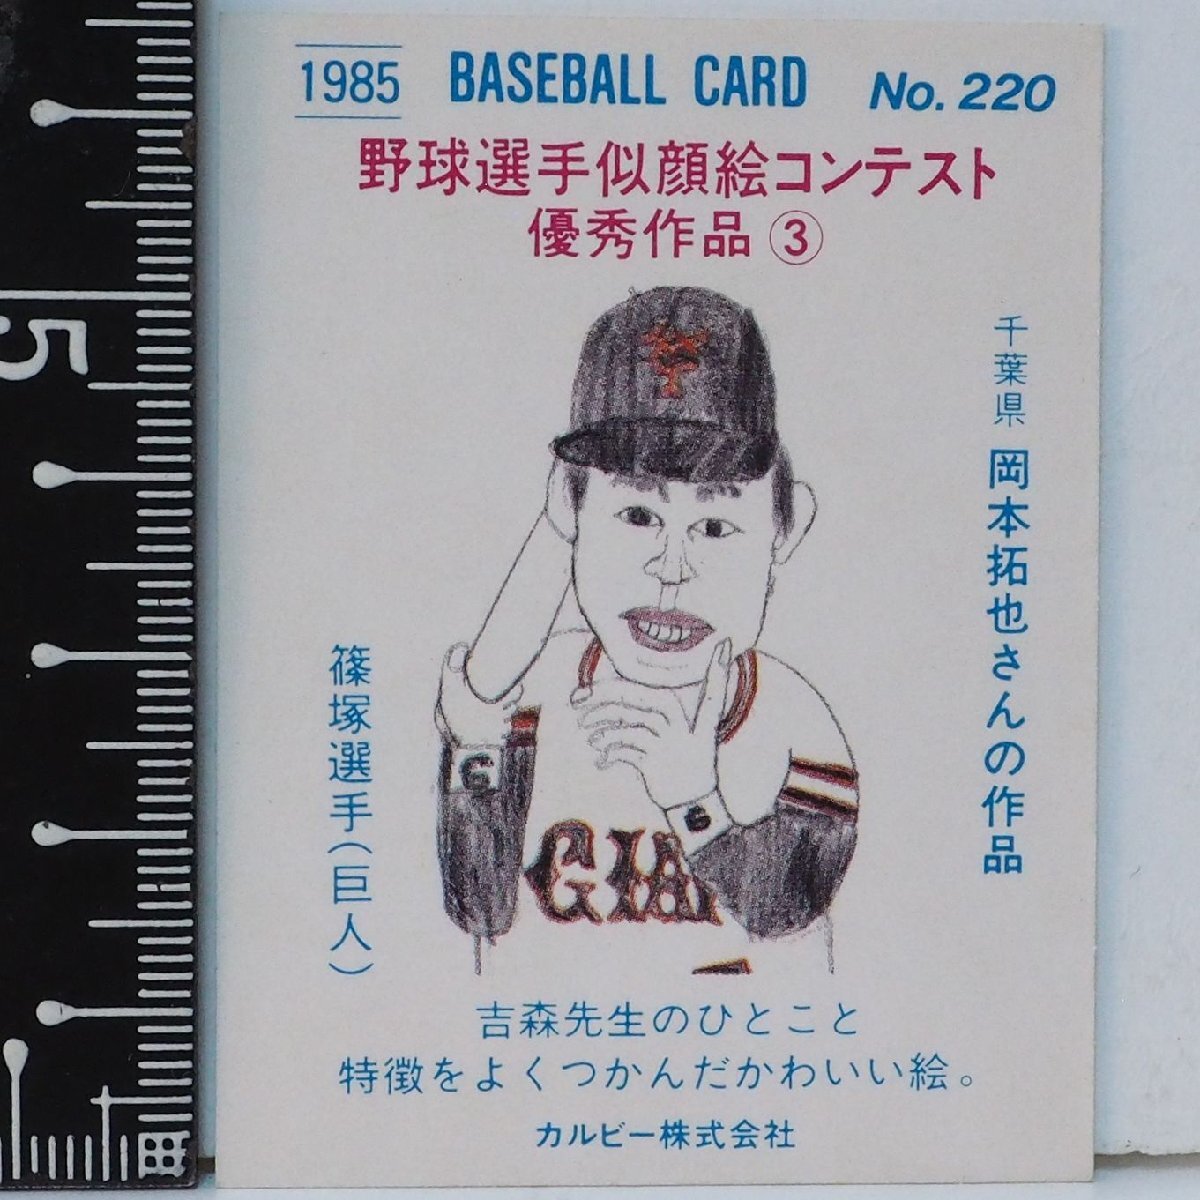 1985 BASEBALL CARD No. 220
野球選手似顔絵コンテスト
優秀作品③
千葉県 岡本拓也さんの作品
篠塚選手(巨人)
G
G
GIA
吉森先生のひとこと
特徴をよくつかんだかわいい絵。
カルビー株式会社
5